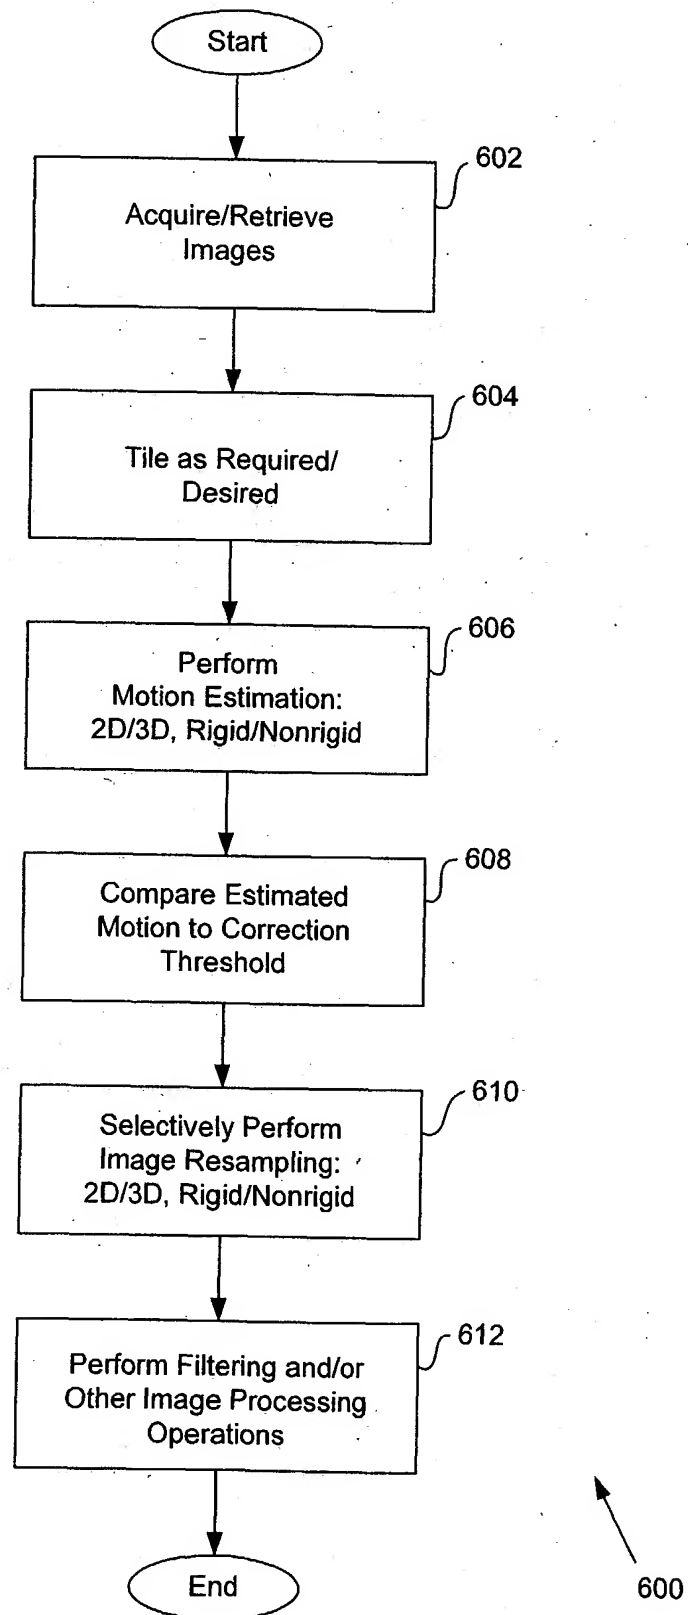 Start
602
Acquire/Retrieve
Images
604
Tile as Required/
Desired
606
Perform
Motion Estimation:
2D/3D, Rigid/Nonrigid
608
Compare Estimated
Motion to Correction
Threshold
610
Selectively Perform
Image Resampling:
2D/3D, Rigid/Nonrigid
612
Perform Filtering and/or
Other Image Processing
Operations
End
600